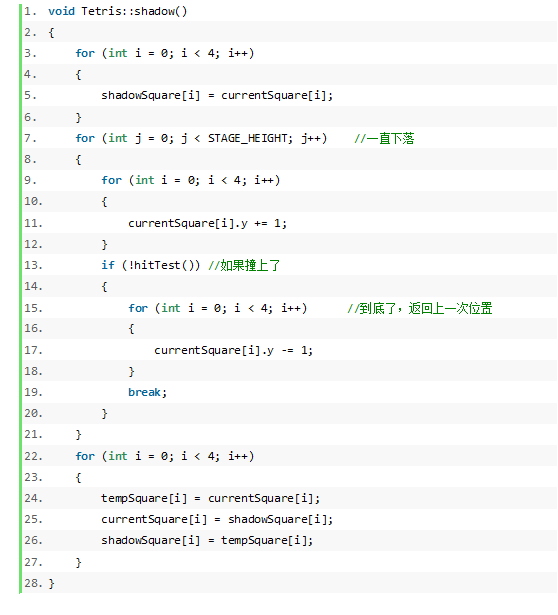 1. void Tetris::shadow()
2. {
3.     for (int i = 0; i < 4; i++)
4.     {
5.         shadowSquare[i] = currentSquare[i];
6.     }
7.     for (int j = 0; j < STAGE_HEIGHT; j++)    //一直下落
8.     {
9.         for (int i = 0; i < 4; i++)
10.         {
11.             currentSquare[i].y += 1;
12.         }
13.         if (!hitTest()) //如果撞上了
14.         {
15.             for (int i = 0; i < 4; i++)      //到底了，返回上一次位置
16.             {
17.                 currentSquare[i].y -= 1;
18.             }
19.             break;
20.         }
21.     }
22.     for (int i = 0; i < 4; i++)
23.     {
24.         tempSquare[i] = currentSquare[i];
25.         currentSquare[i] = shadowSquare[i];
26.         shadowSquare[i] = tempSquare[i];
27.     }
28. }